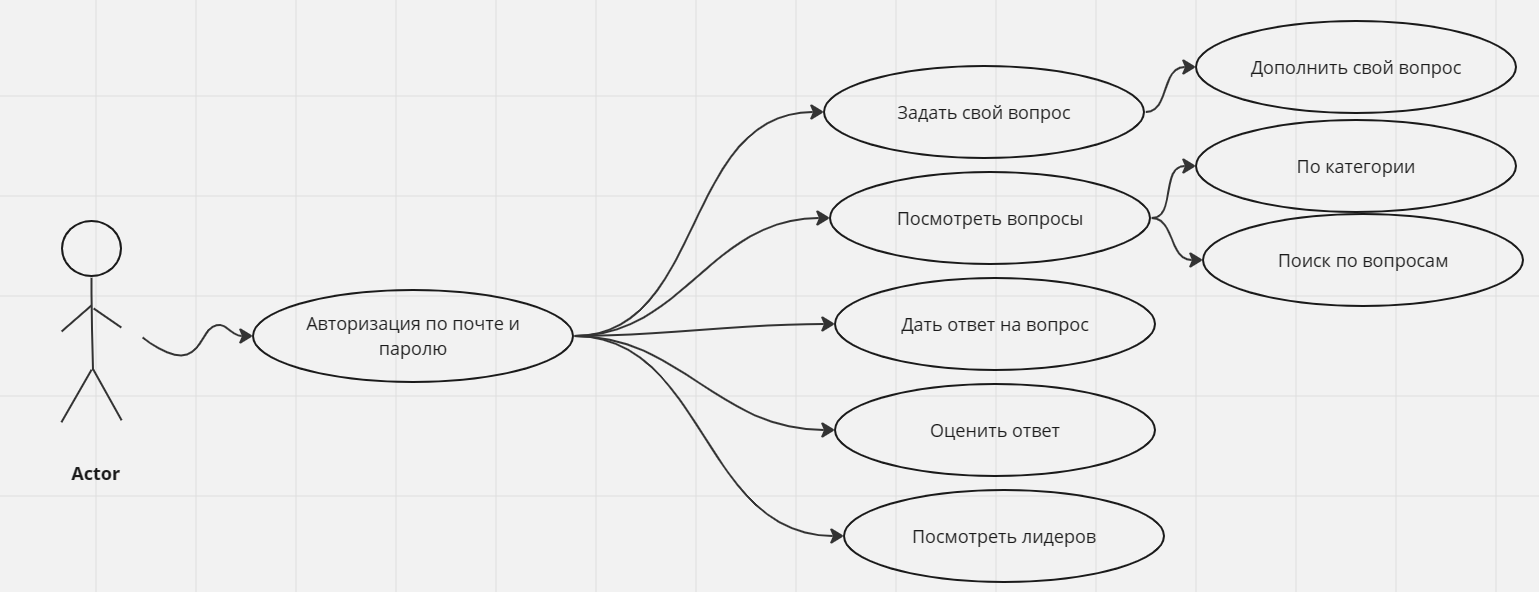 Actor
Авторизация по почте и
паролю
Задать свой вопрос
Дополнить свой вопрос
Посмотреть вопросы
По категории
Поиск по вопросам
Дать ответ на вопрос
Оценить ответ
Посмотреть лидеров